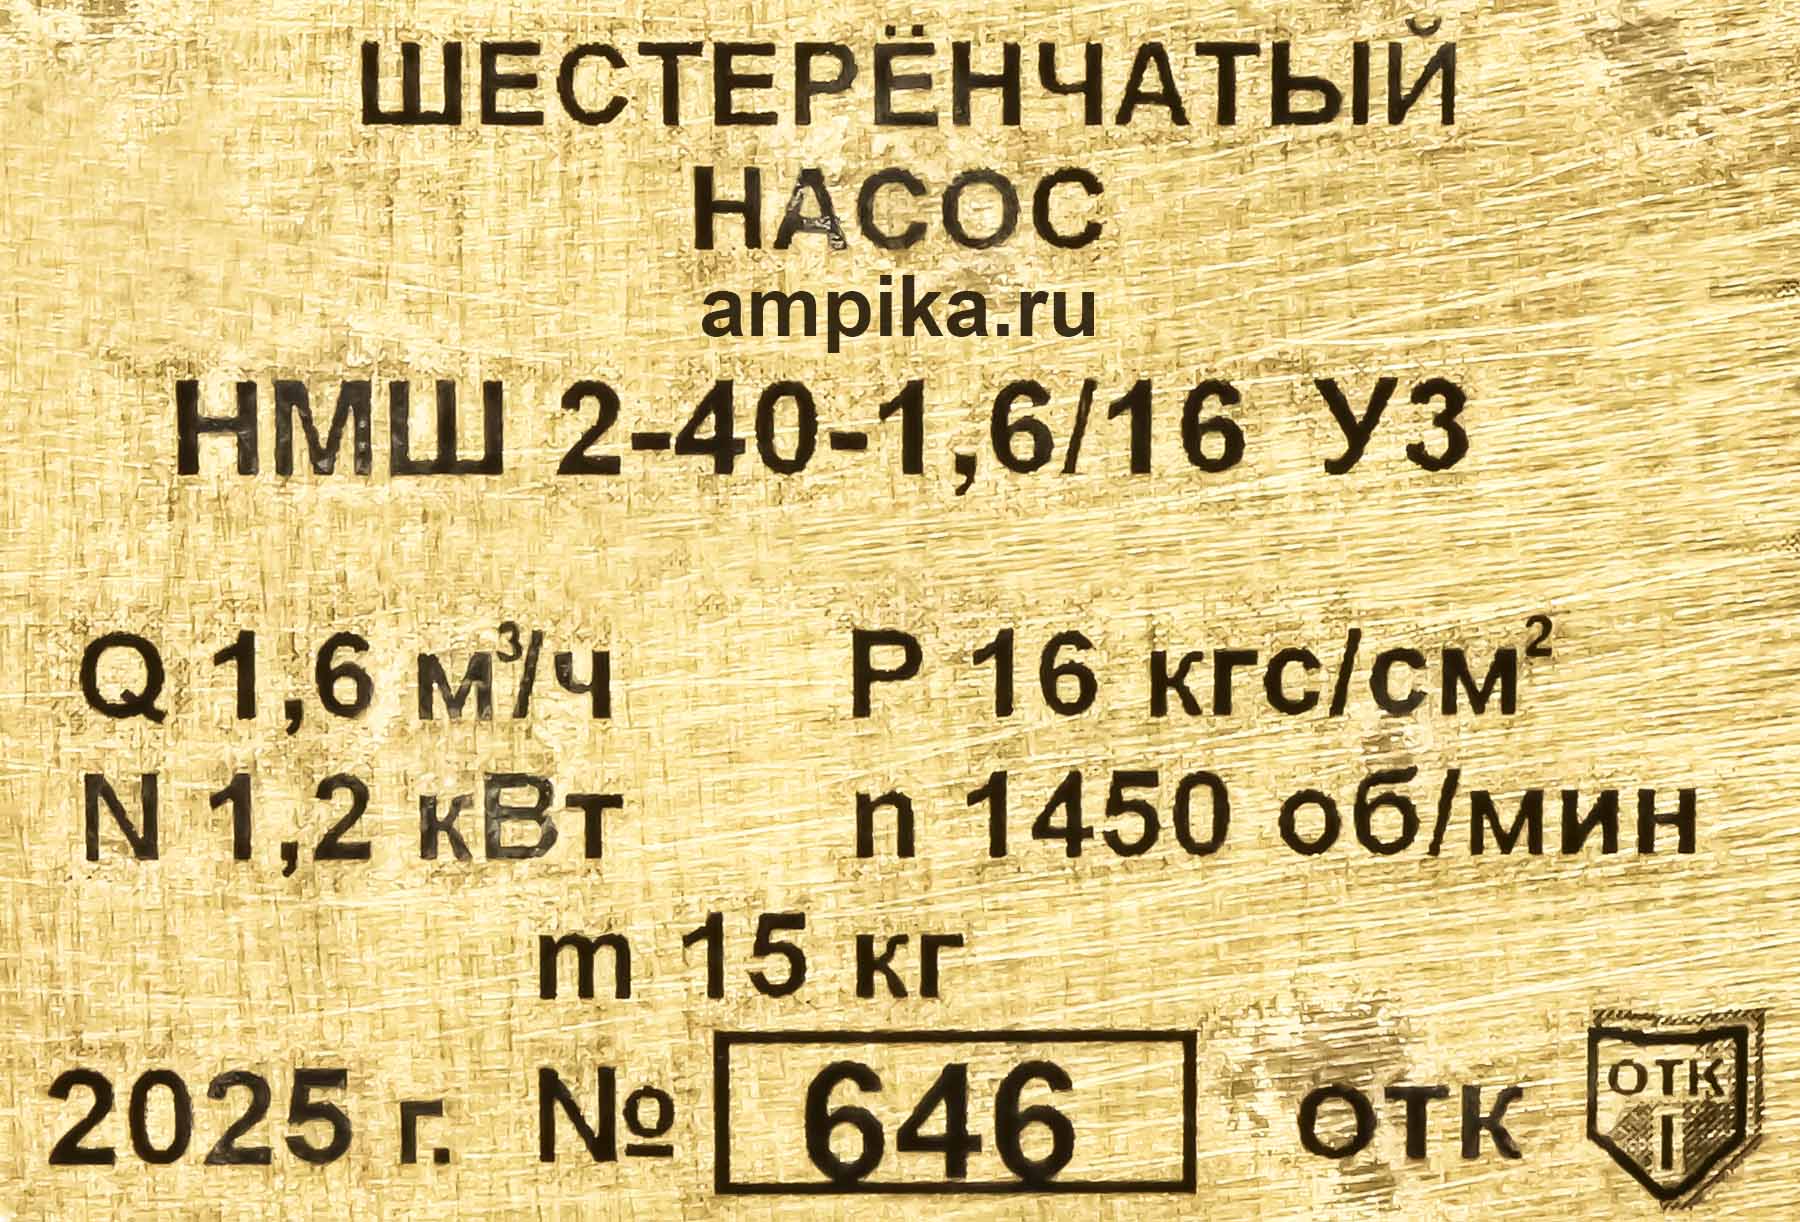 ШЕСТЕРЁНЧАТЫЙ
НАСОС
ampika.ru
НМШ 2-40-1,6/16 У3
Q 1,6 м³/ч P 16 кгс/см²
N 1,2 кВт n 1450 об/мин
m 15 кг
2025 г. № 646 ОТК ОТК
1